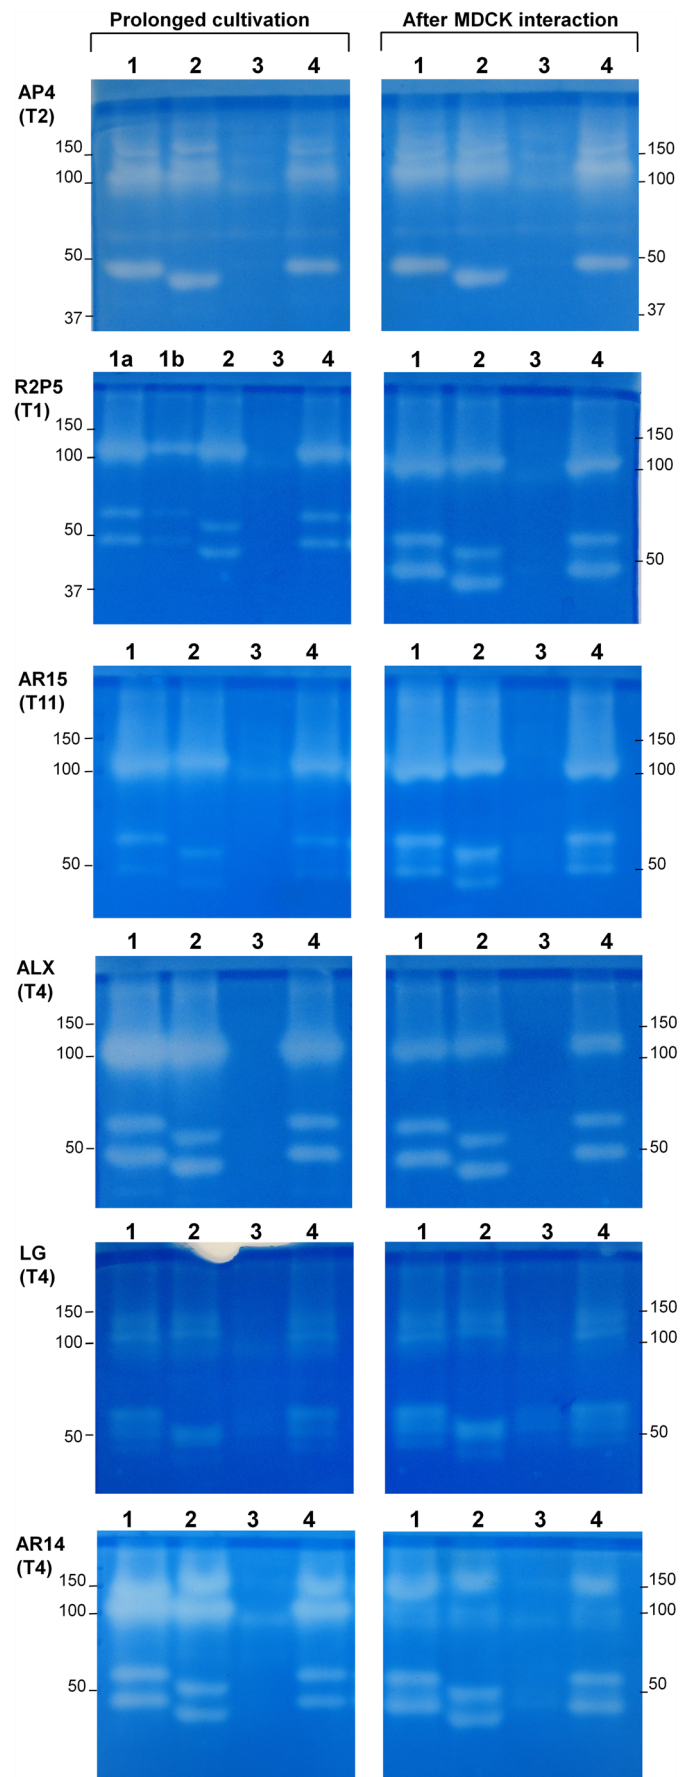 Prolonged cultivation After MDCK interaction
1 2 3 4 1 2 3 4
AP4
(T2)
150 150
100 100
50 50
37 37
1a 1b 2 3 4 1 2 3 4
R2P5
(T1)
150 150
100 100
50 50
37
1 2 3 4 1 2 3 4
AR15
(T11)
150 150
100 100
50 50
1 2 3 4 1 2 3 4
ALX
(T4)
150 150
100 100
50 50
1 2 3 4 1 2 3 4
LG
(T4)
150 150
100 100
50 50
1 2 3 4 1 2 3 4
AR14
(T4)
150 150
100 100
50 50